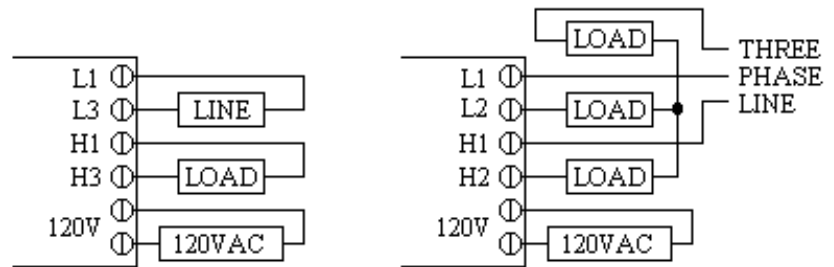 L1
L3 LINE
H1
H3 LOAD
120V
120VAC
LOAD
THREE
L1 PHASE
L2 LOAD LINE
H1
H2 LOAD
120V
120VAC